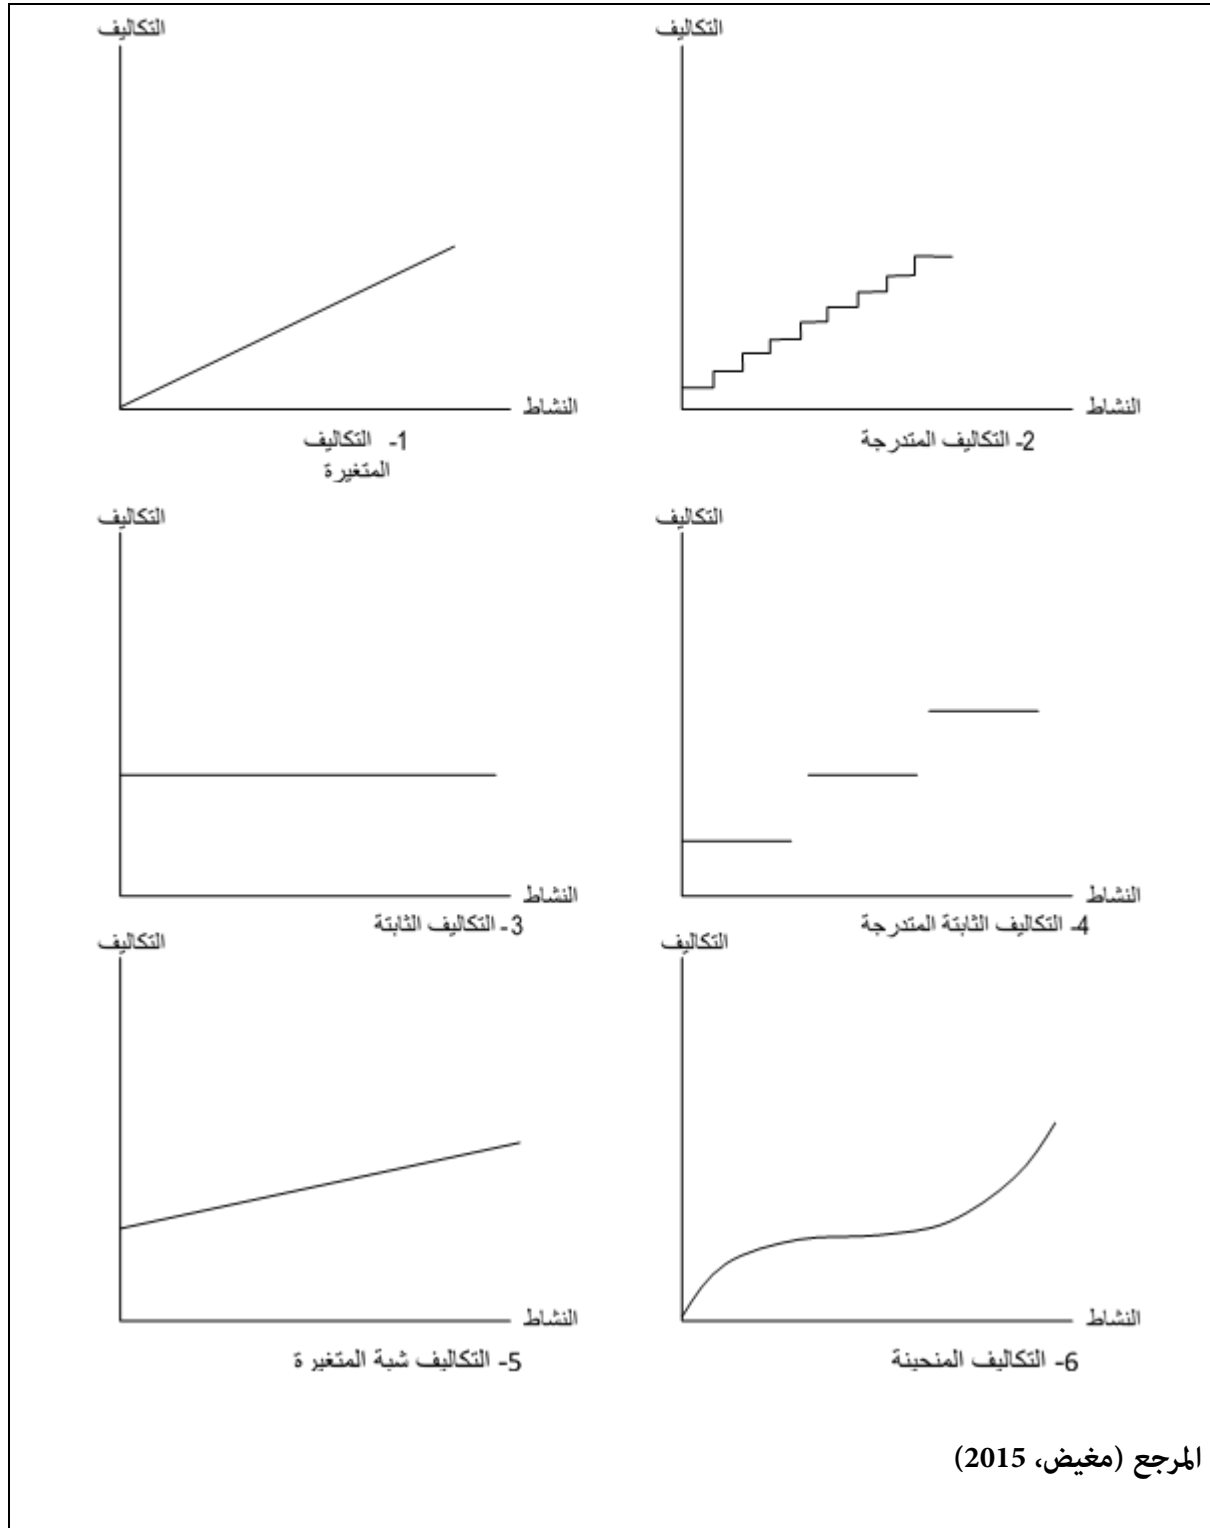 التكاليف
التكاليف
النشاط
النشاط
1- التكاليف
المتغيرة
2- التكاليف المتدرجة
التكاليف
التكاليف
النشاط
النشاط
3- التكاليف الثابتة
4- التكاليف الثابتة المتدرجة
التكاليف
التكاليف
النشاط
النشاط
5- التكاليف شبة المتغيرة
6- التكاليف المنحينة
المرجع (مغيض، 2015)